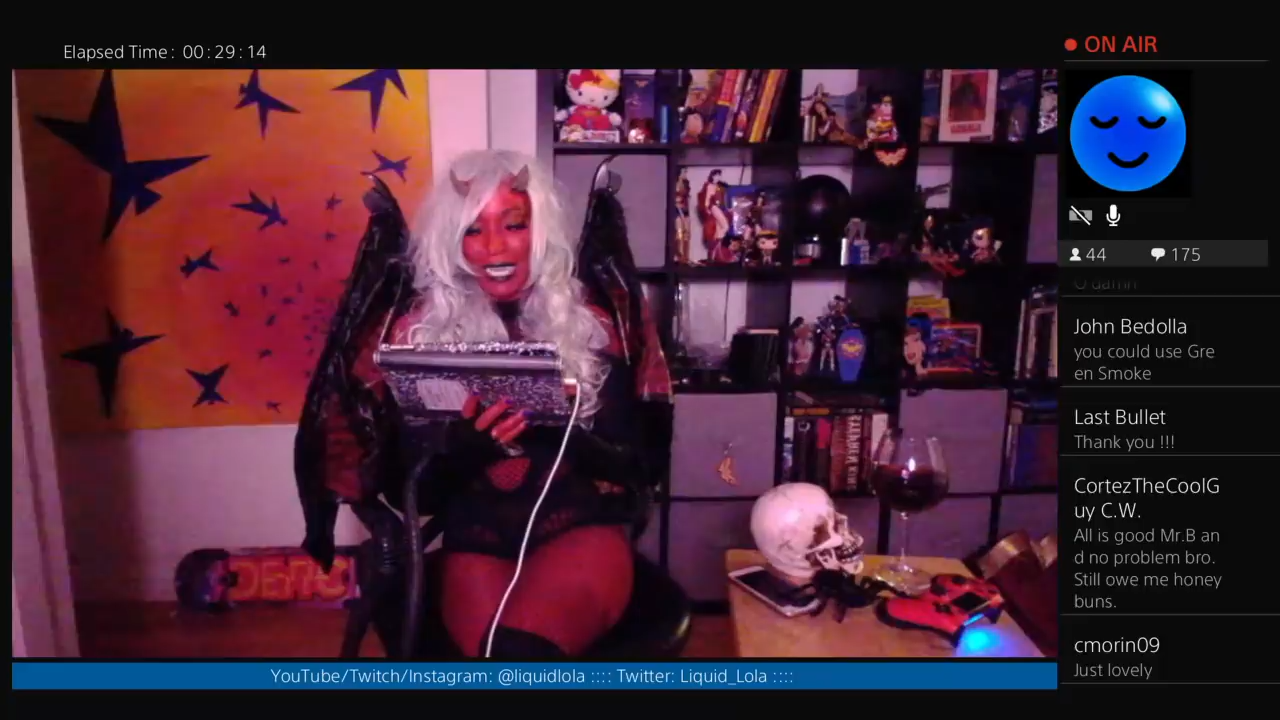 Elapsed Time: 00:29:14
ON AIR
44
175
O damn
John Bedolla
you could use Gre
en Smoke
Last Bullet
Thank you !!!
CortezTheCoolG
uy C.W.
All is good Mr.B an
d no problem bro.
Still owe me honey
buns.
cmorin09
Just lovely
YouTube/Twitch/Instagram: @liquidlola :::: Twitter: Liquid_Lola ::::